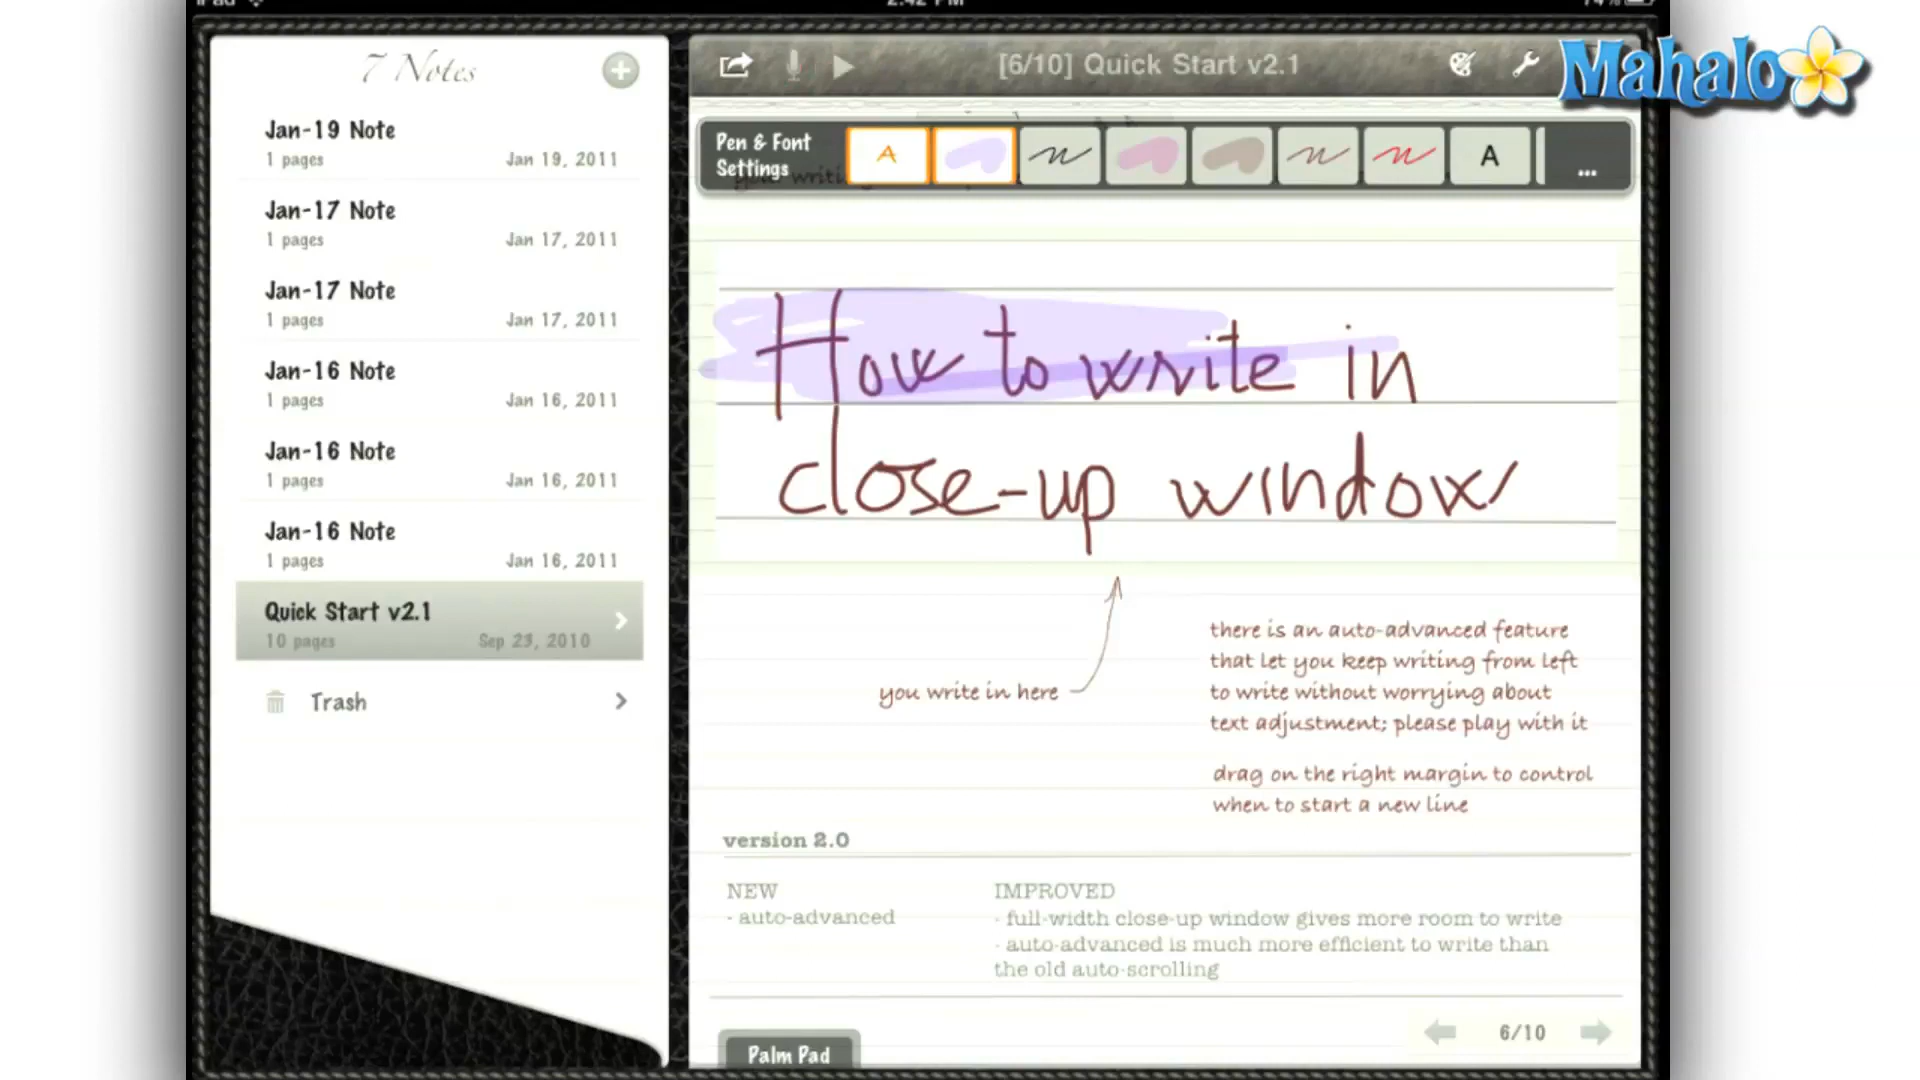 iPad
2:42 PM
74%
Mahalo
7 Notes
Jan-19 Note
1 pages
Jan 19, 2011
Jan-17 Note
1 pages
Jan 17, 2011
Jan-17 Note
1 pages
Jan 17, 2011
Jan-16 Note
1 pages
Jan 16, 2011
Jan-16 Note
1 pages
Jan 16, 2011
Jan-16 Note
1 pages
Jan 16, 2011
Quick Start v2.1
10 pages
Sep 23, 2010
Trash
[6/10] Quick Start v2.1
Pen & Font
Settings
A
A
...
How to write in
close-up window
you write in here
there is an auto-advanced feature
that let you keep writing from left
to write without worrying about
text adjustment; please play with it
drag on the right margin to control
when to start a new line
version 2.0
NEW
- auto-advanced
IMPROVED
- full-width close-up window gives more room to write
- auto-advanced is much more efficient to write than
the old auto-scrolling
Palm Pad
6/10